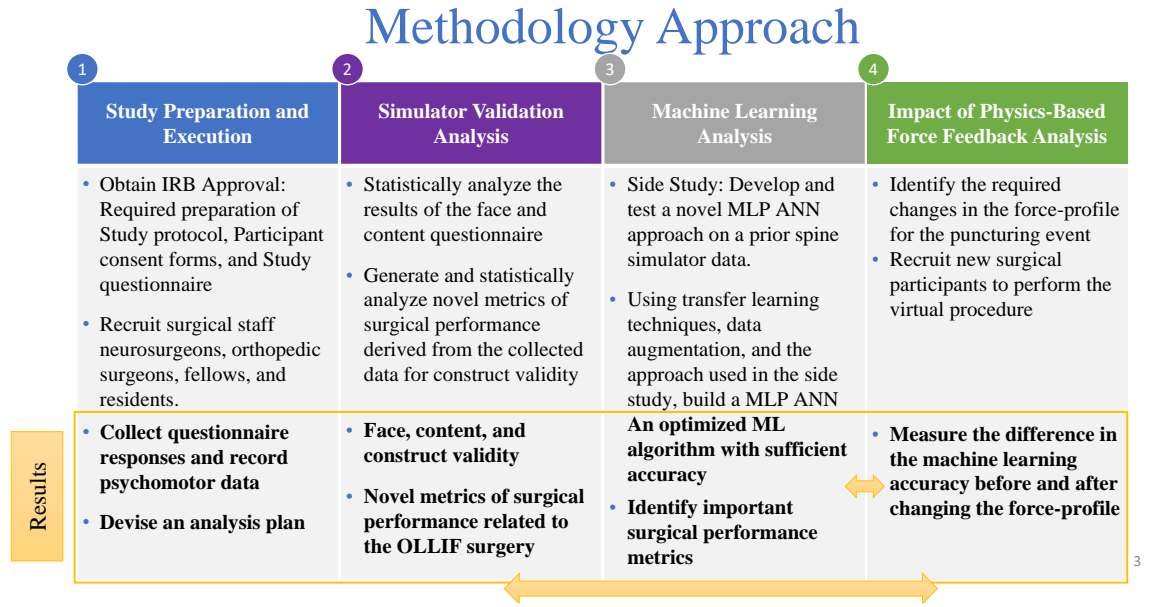 Methodology Approach
1
Study Preparation and
Execution
• Obtain IRB Approval:
Required preparation of
Study protocol, Participant
consent forms, and Study
questionnaire
• Recruit surgical staff
neurosurgeons, orthopedic
surgeons, fellows, and
residents.
• Collect questionnaire
responses and record
psychomotor data
• Devise an analysis plan
2
Simulator Validation
Analysis
• Statistically analyze the
results of the face and
content questionnaire
• Generate and statistically
analyze novel metrics of
surgical performance
derived from the collected
data for construct validity
• Face, content, and
construct validity
• Novel metrics of surgical
performance related to
the OLLIF surgery
3
Machine Learning
Analysis
• Side Study: Develop and
test a novel MLP ANN
approach on a prior spine
simulator data.
• Using transfer learning
techniques, data
augmentation, and the
approach used in the side
study, build a MLP ANN
An optimized ML
algorithm with sufficient
accuracy
• Identify important
surgical performance
metrics
4
Impact of Physics-Based
Force Feedback Analysis
• Identify the required
changes in the force-profile
for the puncturing event
• Recruit new surgical
participants to perform the
virtual procedure
• Measure the difference in
the machine learning
accuracy before and after
changing the force-profile
Results
3